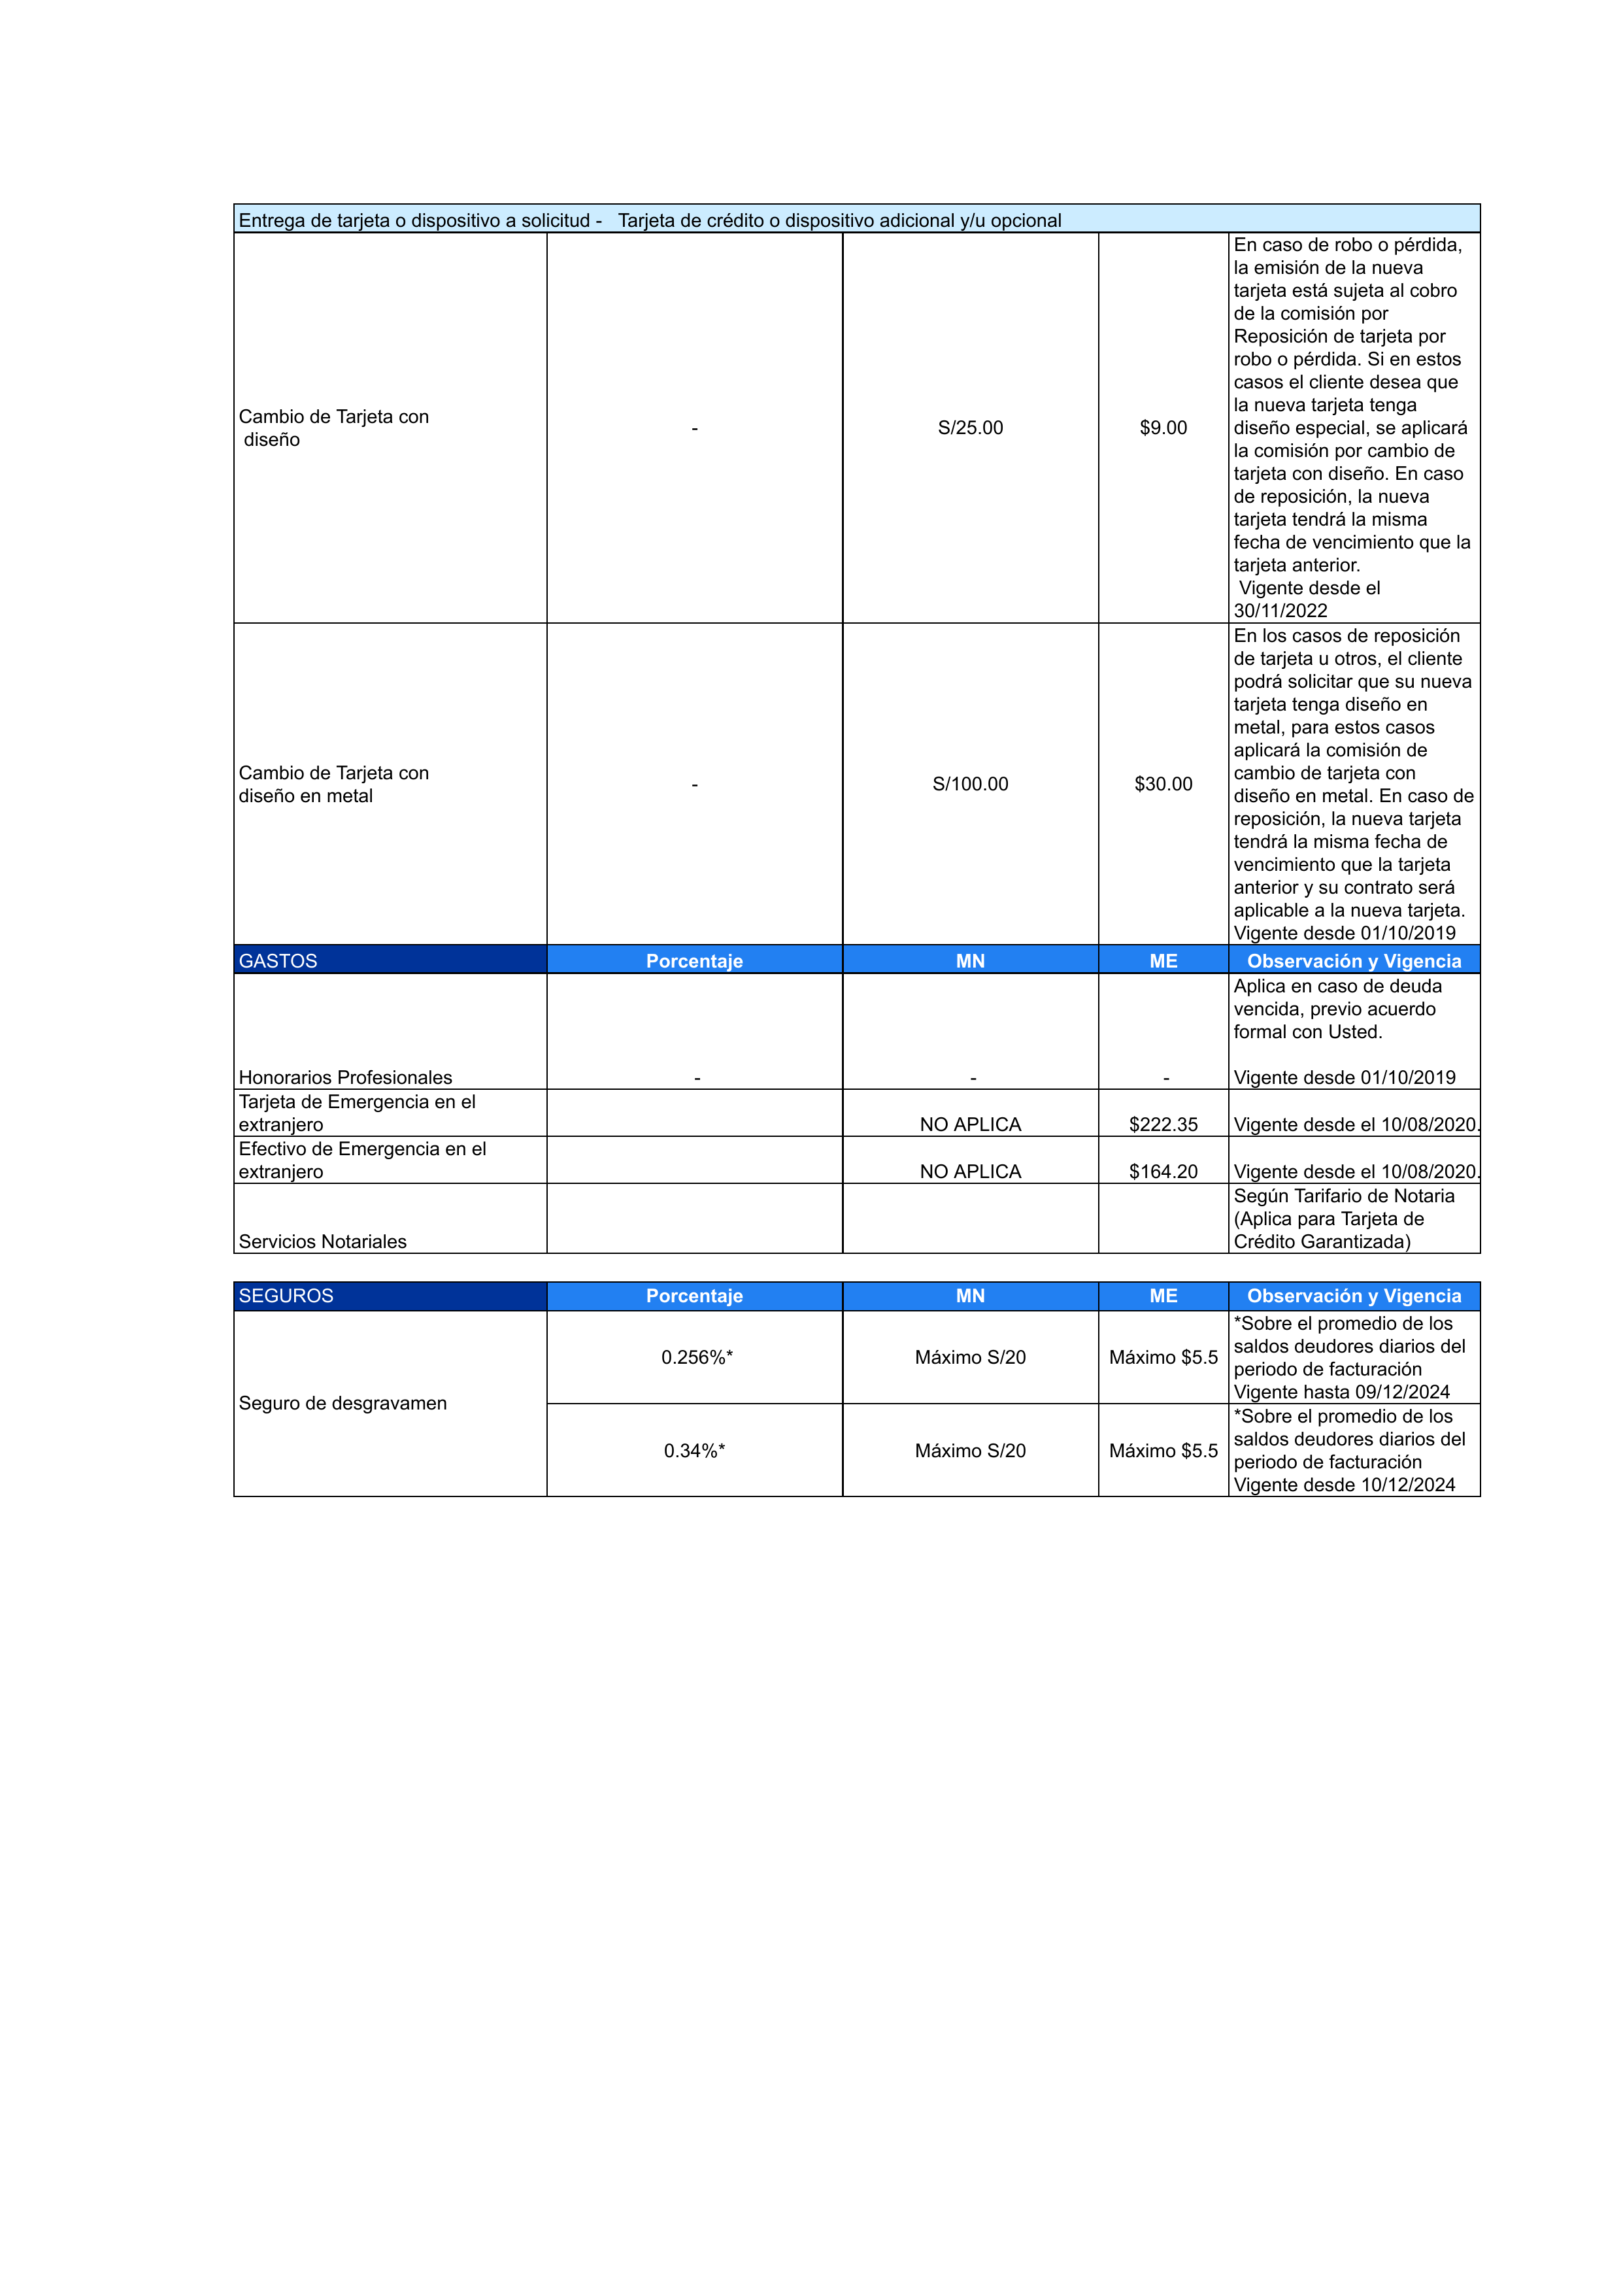 Entrega de tarjeta o dispositivo a solicitud -   Tarjeta de crédito o dispositivo adicional y/u opcional
Cambio de Tarjeta con
diseño
-
S/25.00
$9.00
En caso de robo o pérdida,
la emisión de la nueva
tarjeta está sujeta al cobro
de la comisión por
Reposición de tarjeta por
robo o pérdida. Si en estos
casos el cliente desea que
la nueva tarjeta tenga
diseño especial, se aplicará
la comisión por cambio de
tarjeta con diseño. En caso
de reposición, la nueva
tarjeta tendrá la misma
fecha de vencimiento que la
tarjeta anterior.
Vigente desde el
30/11/2022
Cambio de Tarjeta con
diseño en metal
-
S/100.00
$30.00
En los casos de reposición
de tarjeta u otros, el cliente
podrá solicitar que su nueva
tarjeta tenga diseño en
metal, para estos casos
aplicará la comisión de
cambio de tarjeta con
diseño en metal. En caso de
reposición, la nueva tarjeta
tendrá la misma fecha de
vencimiento que la tarjeta
anterior y su contrato será
aplicable a la nueva tarjeta.
Vigente desde 01/10/2019
GASTOS
Porcentaje
MN
ME
Observación y Vigencia
Honorarios Profesionales
-
-
-
Aplica en caso de deuda
vencida, previo acuerdo
formal con Usted.
Vigente desde 01/10/2019
Tarjeta de Emergencia en el
extranjero
NO APLICA
$222.35
Vigente desde el 10/08/2020.
Efectivo de Emergencia en el
extranjero
NO APLICA
$164.20
Vigente desde el 10/08/2020.
Servicios Notariales
Según Tarifario de Notaria
(Aplica para Tarjeta de
Crédito Garantizada)
SEGUROS
Porcentaje
MN
ME
Observación y Vigencia
Seguro de desgravamen
0.256%*
Máximo S/20
Máximo $5.5
*Sobre el promedio de los
saldos deudores diarios del
periodo de facturación
Vigente hasta 09/12/2024
0.34%*
Máximo S/20
Máximo $5.5
*Sobre el promedio de los
saldos deudores diarios del
periodo de facturación
Vigente desde 10/12/2024